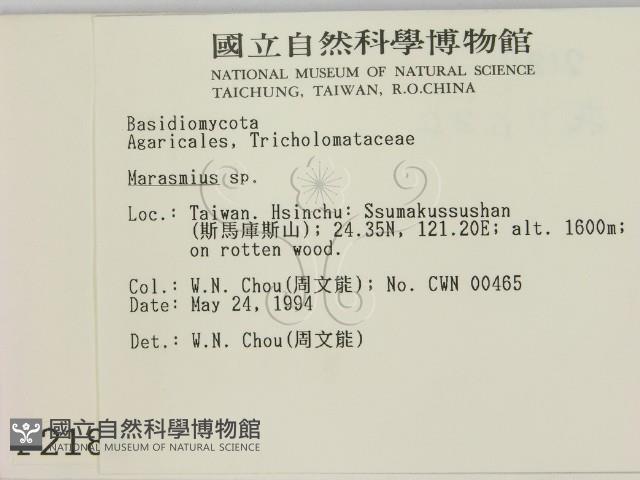 國立自然科學博物館
NATIONAL MUSEUM OF NATURAL SCIENCE
TAICHUNG, TAIWAN, R.O.CHINA
Basidiomycota
Agaricales, Tricholomataceae
Marasmius sp.
Loc.: Taiwan. Hsinchu: Ssumakussushan
(斯馬庫斯山); 24.35N, 121.20E; alt. 1600m;
on rotten wood.
Col.: W.N. Chou(周文能); No. CWN 00465
Date: May 24, 1994
Det.: W.N. Chou(周文能)
國立自然科學博物館
NATIONAL MUSEUM OF NATURAL SCIENCE